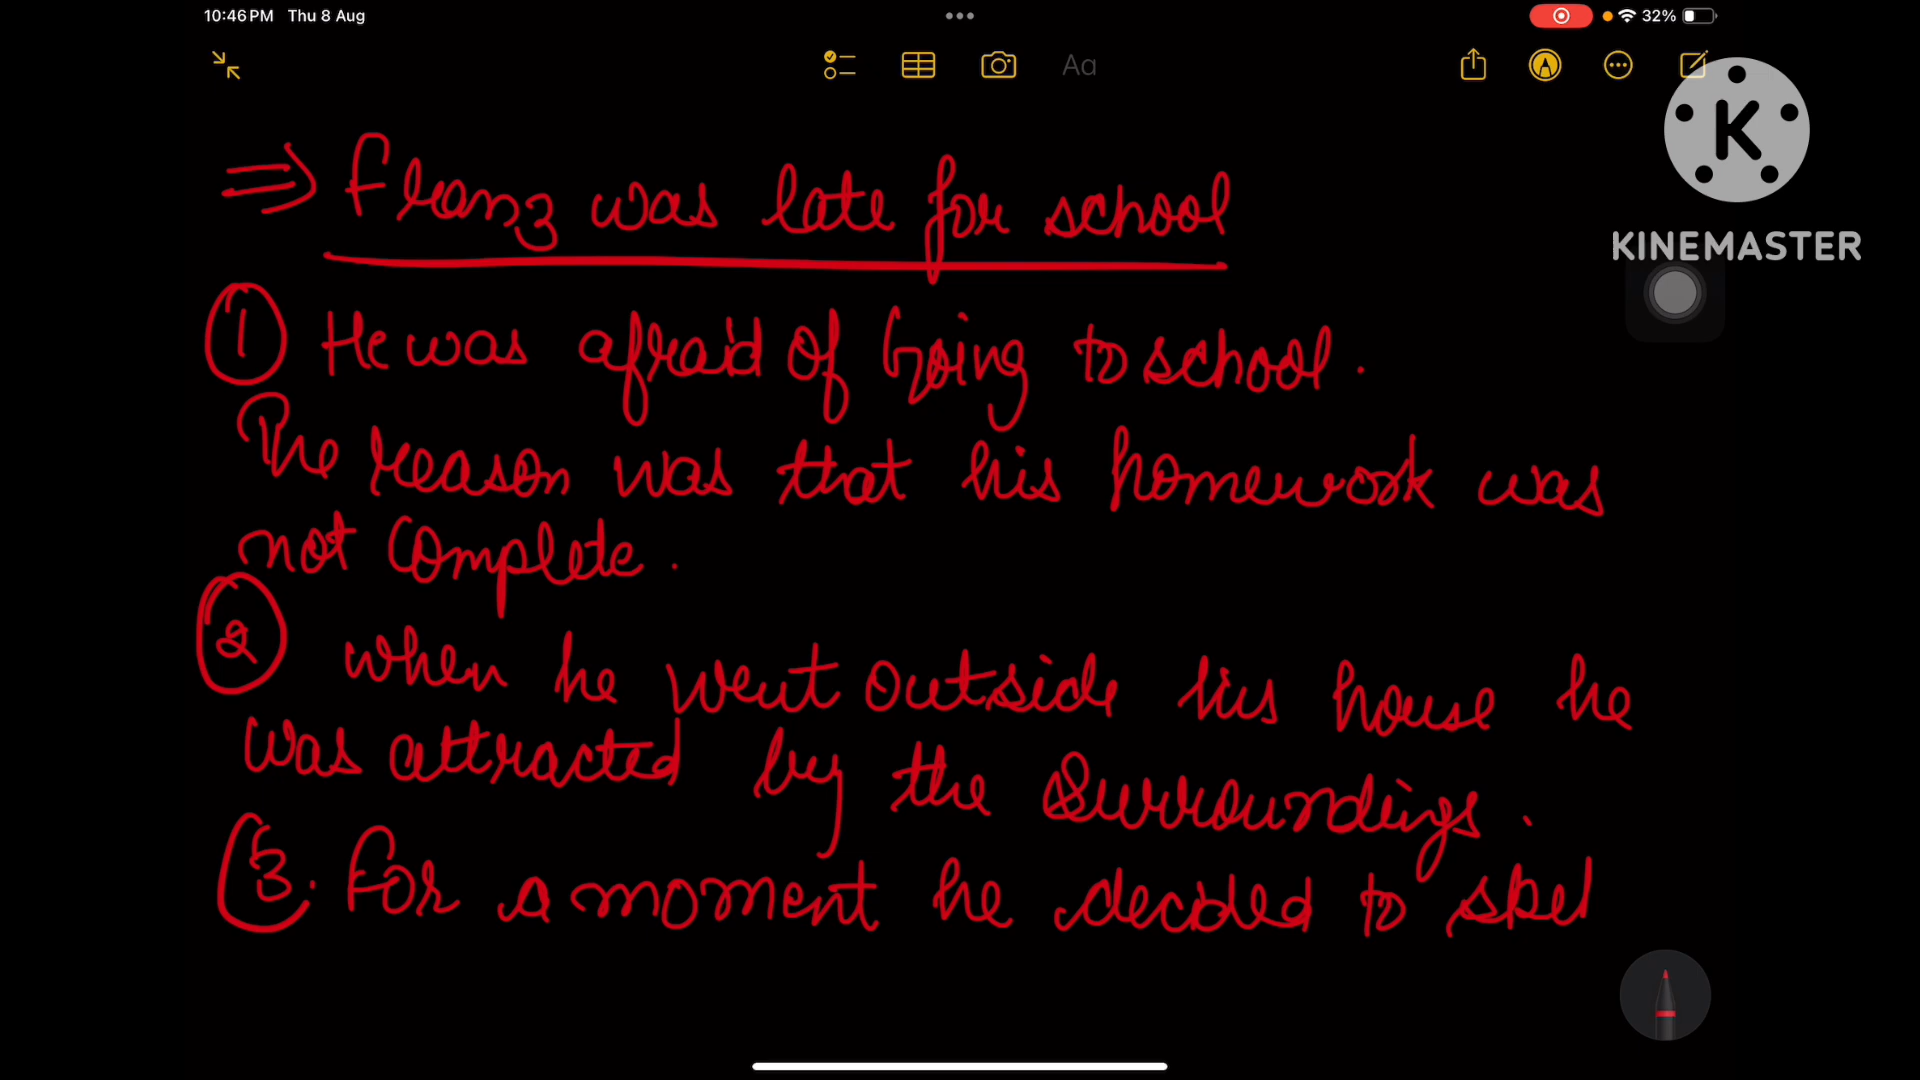 10:46 PM Thu 8 Aug
32%
Aa
K
KINEMASTER
⇒ Franz was late for school
1 He was afraid of Going to school.
The reason was that his homework was
not Complete.
2 when he went outside his house he
was attracted by the Surroundings.
3. For a moment he decided to